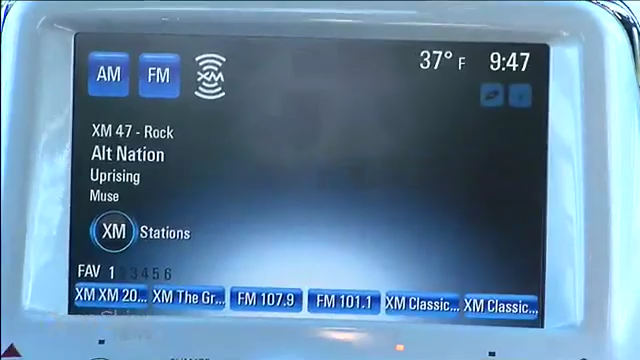 AM FM XM 37° F 9:47
XM 47 - Rock
Alt Nation
Uprising
Muse
XM Stations
FAV 1 2 3 4 5 6
XM XM 20... XM The Gr... FM 107.9 FM 101.1 XM Classic... XM Classic...